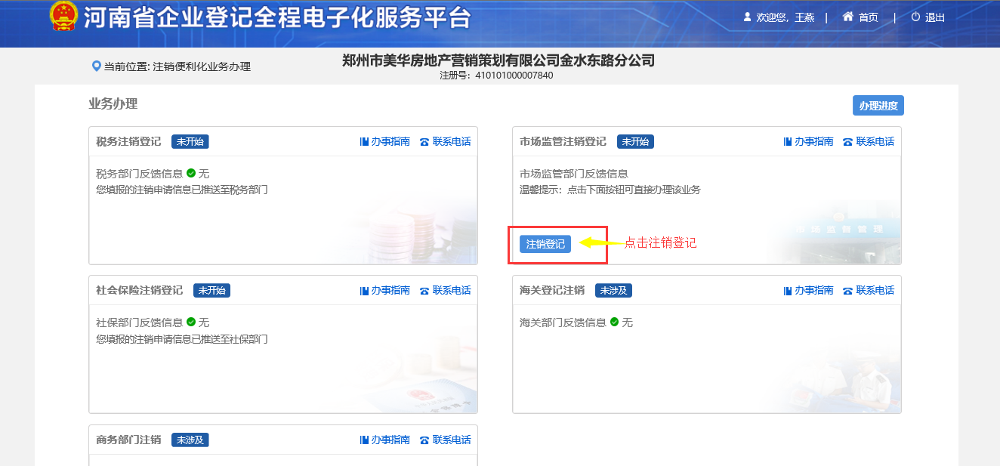 河南省企业登记全程电子化服务平台
欢迎您, 王燕 | 首页 | 退出
当前位置: 注销便利化业务办理
郑州市美华房地产营销策划有限公司金水东路分公司
注册号: 410101000007840
业务办理
办理进度
税务注销登记 未开始 办事指南 联系电话
税务部门反馈信息 无
您填报的注销申请信息已推送至税务部门
市场监管注销登记 未开始 办事指南 联系电话
市场监管部门反馈信息
温馨提示: 点击下面按钮可直接办理该业务
市场监督管理
注销登记 点击注销登记
社会保险注销登记 未开始 办事指南 联系电话
社保部门反馈信息 无
您填报的注销申请信息已推送至社保部门
海关登记注销 未涉及 办事指南 联系电话
海关部门反馈信息 无
商务部门注销 未涉及 办事指南 联系电话